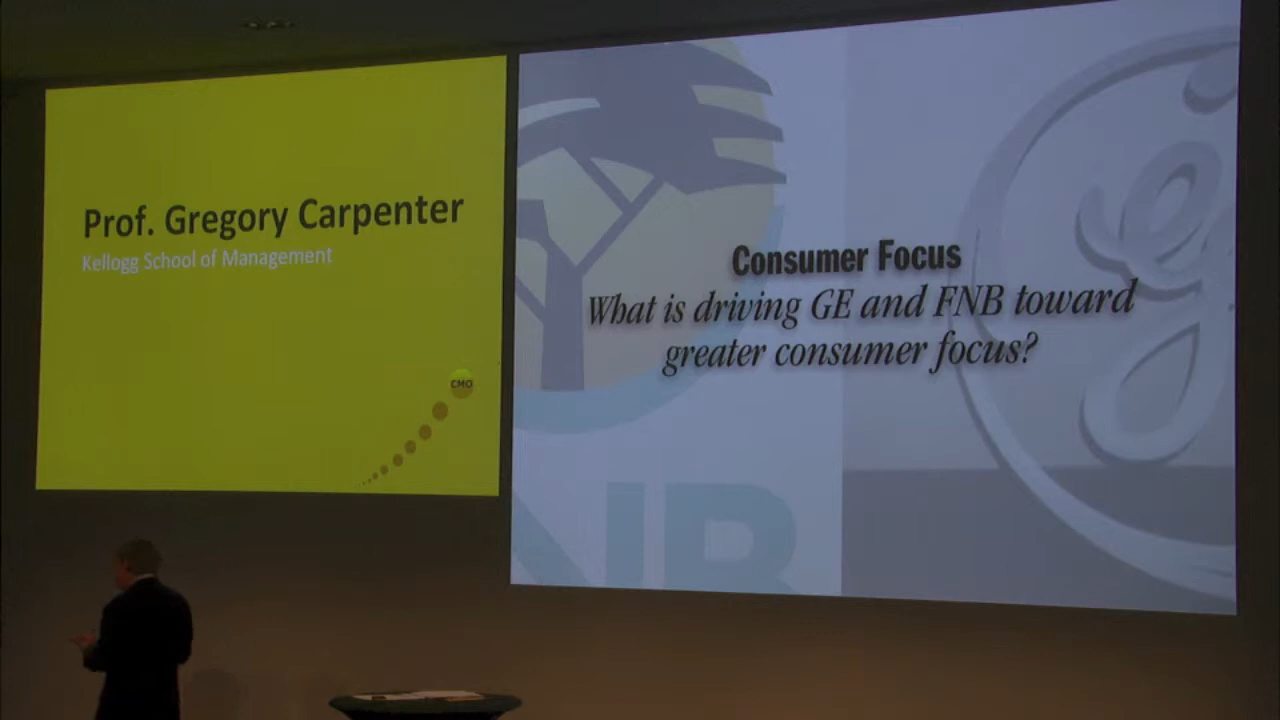 Prof. Gregory Carpenter
Kellogg School of Management
CMO
Consumer Focus
What is driving GE and FNB toward
greater consumer focus?
NB